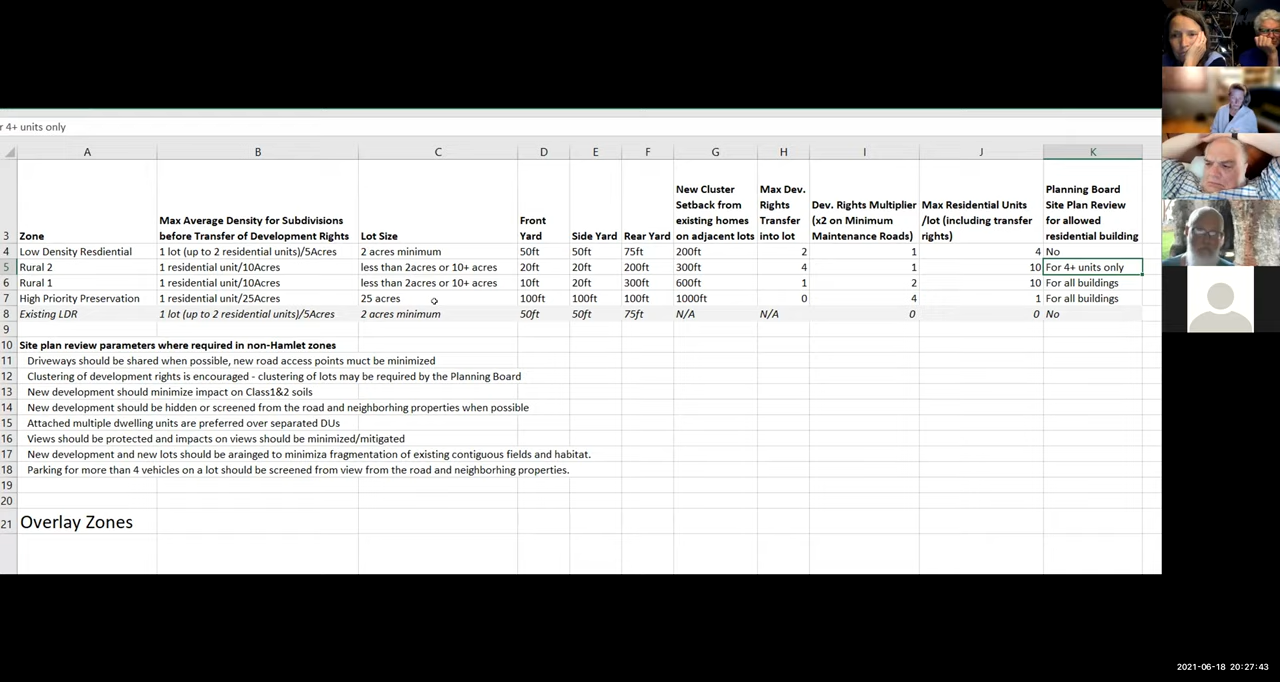 r 4+ units only
A B C D E F G H I J K
3 Zone Max Average Density for Subdivisions before Transfer of Development Rights Lot Size Front Yard Side Yard Rear Yard New Cluster Setback from existing homes on adjacent lots Max Dev. Rights Transfer into lot Dev. Rights Multiplier (x2 on Minimum Maintenance Roads) Max Residential Units /lot (including transfer rights) Planning Board Site Plan Review for allowed residential building
4 Low Density Resdiential 1 lot (up to 2 residential units)/5Acres 2 acres minimum 50ft 50ft 75ft 200ft 2 1 4 No
5 Rural 2 1 residential unit/10Acres less than 2acres or 10+ acres 20ft 20ft 200ft 300ft 4 1 10 For 4+ units only
6 Rural 1 1 residential unit/10Acres less than 2acres or 10+ acres 10ft 20ft 300ft 600ft 1 2 10 For all buildings
7 High Priority Preservation 1 residential unit/25Acres 25 acres 100ft 100ft 100ft 1000ft 0 4 1 For all buildings
8 Existing LDR 1 lot (up to 2 residential units)/5Acres 2 acres minimum 50ft 50ft 75ft N/A N/A 0 0 No
9
10 Site plan review parameters where required in non-Hamlet zones
11 Driveways should be shared when possible, new road access points muct be minimized
12 Clustering of development rights is encouraged - clustering of lots may be required by the Planning Board
13 New development should minimize impact on Class1&2 soils
14 New development should be hidden or screened from the road and neighborhing properties when possible
15 Attached multiple dwelling units are preferred over separated DUs
16 Views should be protected and impacts on views should be minimized/mitigated
17 New development and new lots should be arainged to minimiza fragmentation of existing contiguous fields and habitat.
18 Parking for more than 4 vehicles on a lot should be screened from view from the road and neighborhing properties.
19
20
21 Overlay Zones
2021-06-18 20:27:43